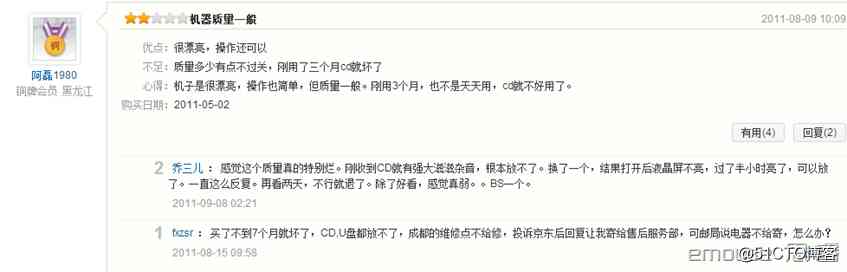 机器质量一般
2011-08-09 10:09
优点：很漂亮，操作还可以
不足：质量多少有点不过关，刚用了三个月cd就坏了
心得：机子是很漂亮，操作也简单，但质量一般。刚用3个月，也不是天天用，cd就不好用了。
购买日期：2011-05-02
阿磊1980
铜牌会员 黑龙江
有用(4)
回复(2)
2 乔三儿：感觉这个质量真的特别烂。刚收到CD就有强大滋滋杂音，根本放不了。换了一个，结果打开后液晶屏不亮，过了半小时亮了，可以放
了。一直这么反复。再看两天，不行就退了。除了好看，感觉真弱。。BS一个。
2011-09-08 02:21
1 fxzsr：买了不到7个月就坏了，CD,U盘都放不了，成都的维修点不给修，投诉京东后回复让我寄给售后服务部，可邮局说电器不给寄，怎么办？
2011-08-15 09:58
@51CTO博客